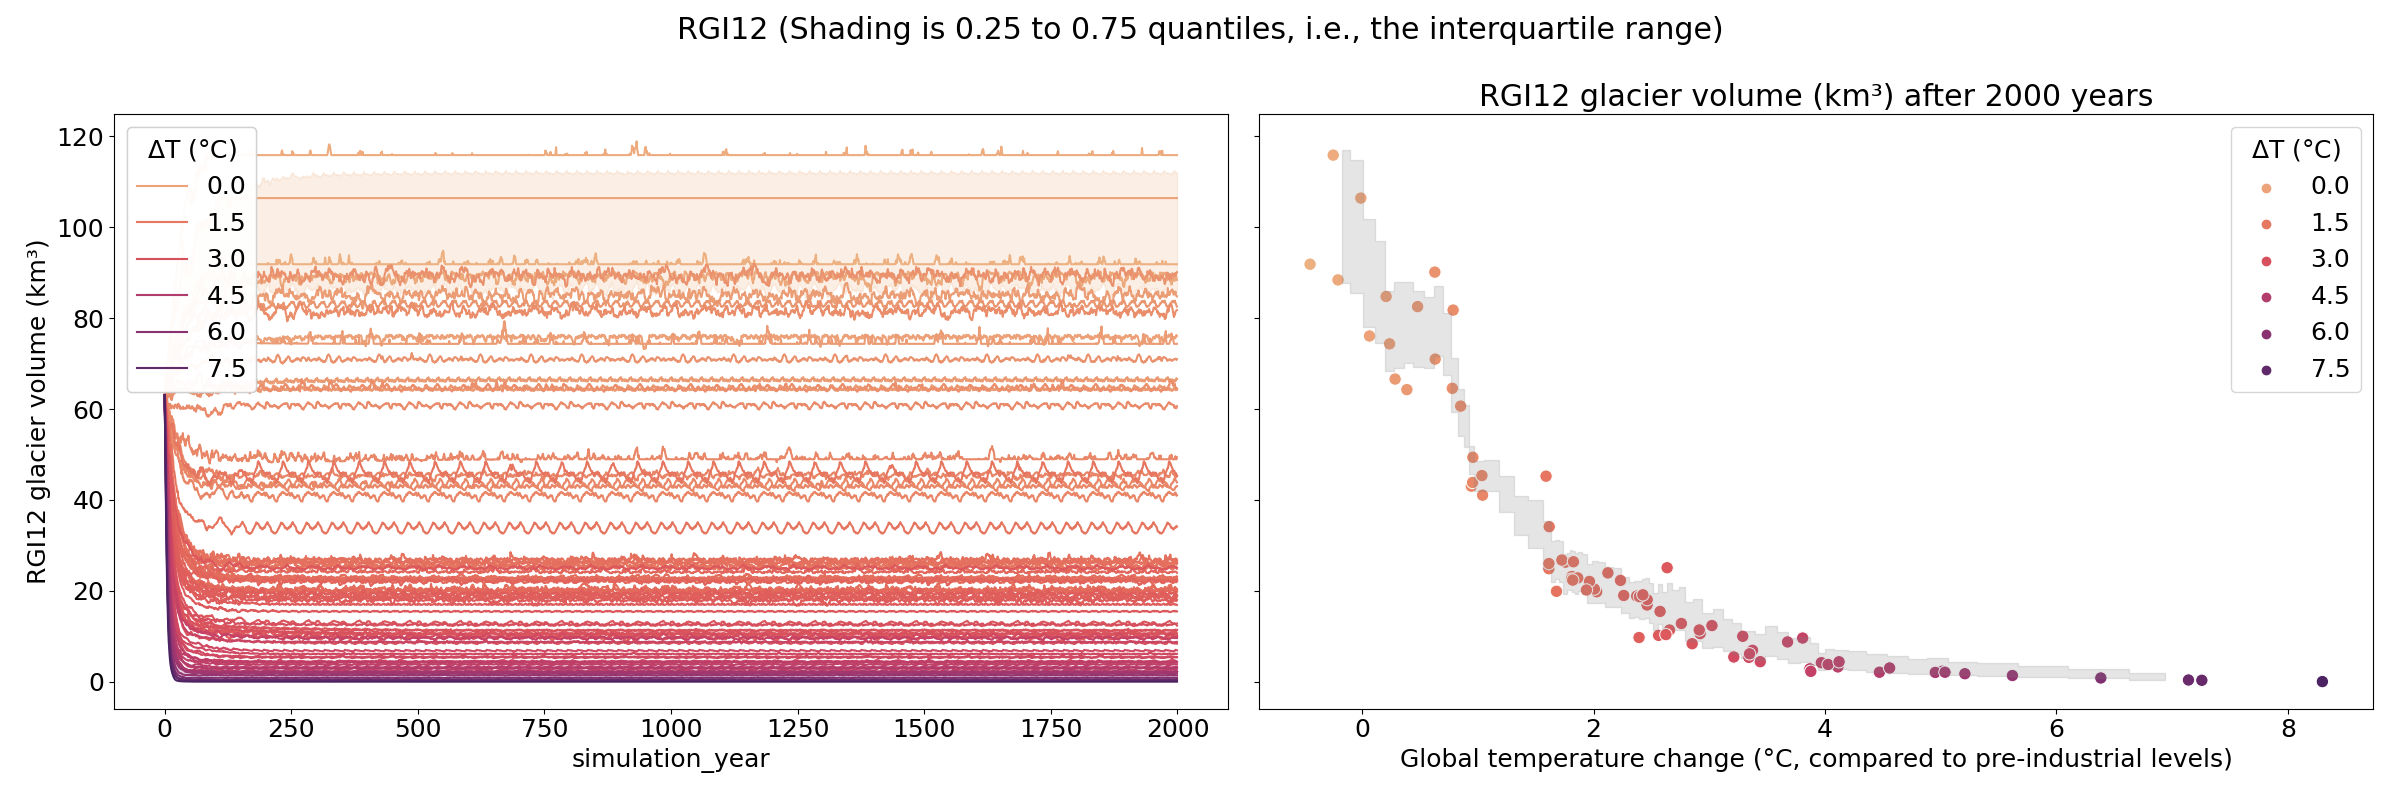 RGI12 (Shading is 0.25 to 0.75 quantiles, i.e., the interquartile range)
RGI12 glacier volume (km³)
120
100
80
60
40
20
0
ΔT (°C)
0.0
1.5
3.0
4.5
6.0
7.5
0 250 500 750 1000 1250 1500 1750 2000
simulation_year
RGI12 glacier volume (km³) after 2000 years
ΔT (°C)
0.0
1.5
3.0
4.5
6.0
7.5
0 2 4 6 8
Global temperature change (°C, compared to pre-industrial levels)